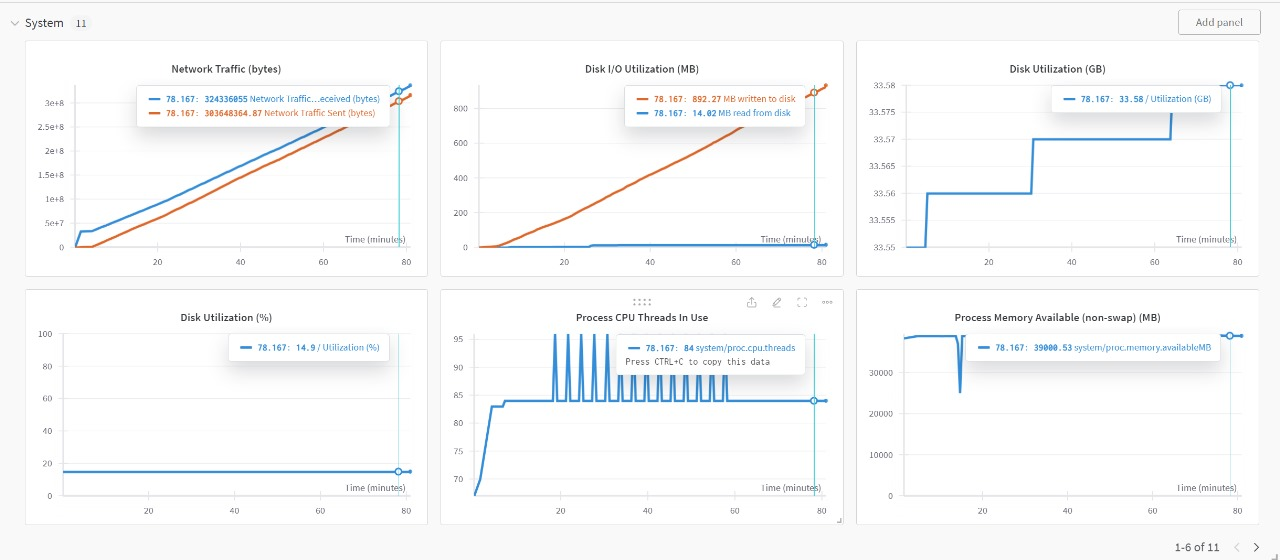 System 11
Add panel
Network Traffic (bytes)
78.167: 324336055 Network Traffic...eceived (bytes)
78.167: 303648364.87 Network Traffic Sent (bytes)
3e+8
2.5e+8
2e+8
1.5e+8
1e+8
5e+7
0
Time (minutes)
20 40 60 80
Disk I/O Utilization (MB)
78.167: 892.27 MB written to disk
78.167: 14.02 MB read from disk
800
600
400
200
0
Time (minutes)
20 40 60 80
Disk Utilization (GB)
78.167: 33.58 / Utilization (GB)
33.58
33.575
33.57
33.565
33.56
33.555
33.55
Time (minutes)
20 40 60 80
Disk Utilization (%)
78.167: 14.9 / Utilization (%)
100
80
60
40
20
0
Time (minutes)
20 40 60 80
Process CPU Threads In Use
78.167: 84 system/proc.cpu.threads
Press CTRL+C to copy this data
95
90
85
80
75
70
Time (minutes)
20 40 60 80
Process Memory Available (non-swap) (MB)
78.167: 39000.53 system/proc.memory.availableMB
30000
20000
10000
0
Time (minutes)
20 40 60 80
1-6 of 11